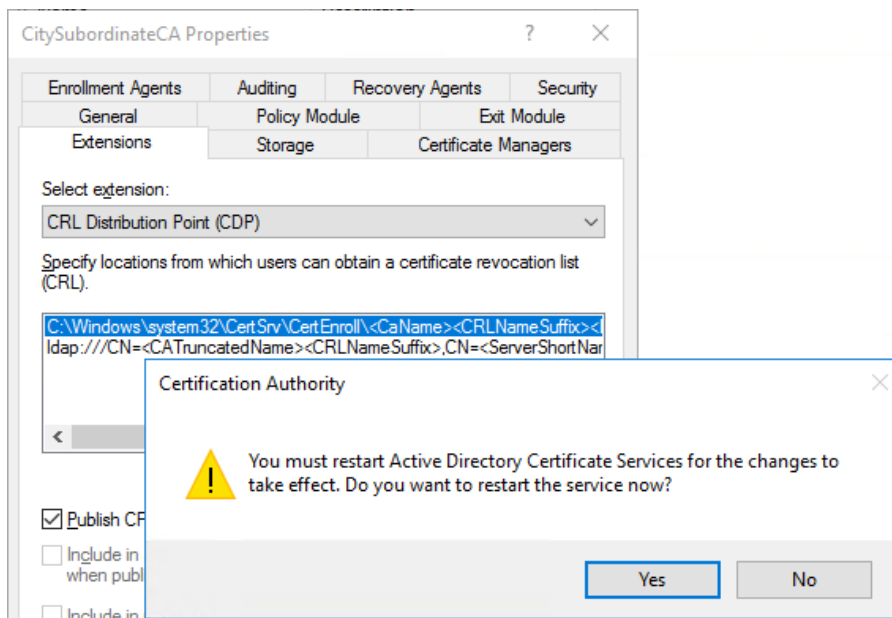 CitySubordinateCA Properties
?
Enrollment Agents Auditing Recovery Agents Security
General Policy Module Exit Module
Extensions Storage Certificate Managers
Select extension:
CRL Distribution Point (CDP)
Specify locations from which users can obtain a certificate revocation list
(CRL).
C:\Windows\system32\CertSrv\CertEnroll\<CaName><CRLNameSuffix><
ldap:///CN=<CATruncatedName><CRLNameSuffix>,CN=<ServerShortNar
Certification Authority
You must restart Active Directory Certificate Services for the changes to
take effect. Do you want to restart the service now?
Publish CF
Include in
when publ
Yes No
Include in